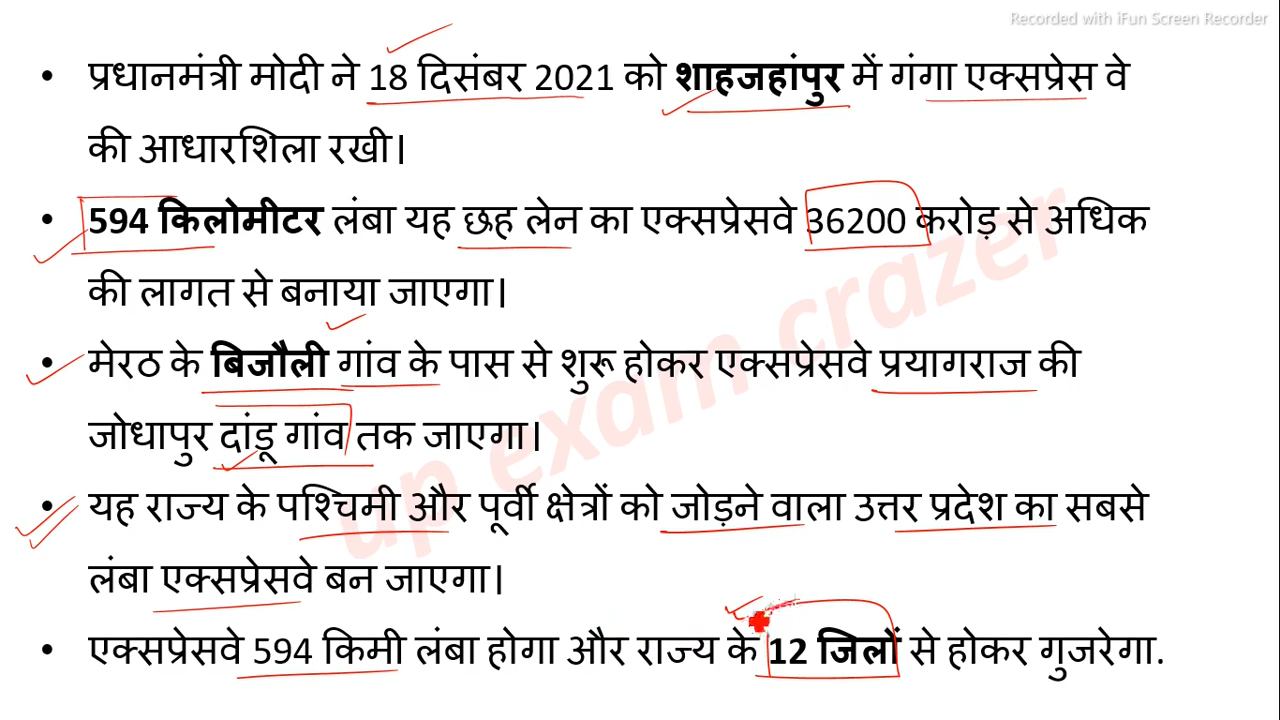 Recorded with iFun Screen Recorder
• प्रधानमंत्री मोदी ने 18 दिसंबर 2021 को शाहजहांपुर में गंगा एक्सप्रेस वे
की आधारशिला रखी।
• 594 किलोमीटर लंबा यह छह लेन का एक्सप्रेसवे 36200 करोड़ से अधिक
की लागत से बनाया जाएगा।
• मेरठ के बिजौली गांव के पास से शुरू होकर एक्सप्रेसवे प्रयागराज की
जोधापुर दांडू गांव तक जाएगा।
• यह राज्य के पश्चिमी और पूर्वी क्षेत्रों को जोड़ने वाला उत्तर प्रदेश का सबसे
लंबा एक्सप्रेसवे बन जाएगा।
• एक्सप्रेसवे 594 किमी लंबा होगा और राज्य के 12 जिलों से होकर गुजरेगा.
up exam crazer